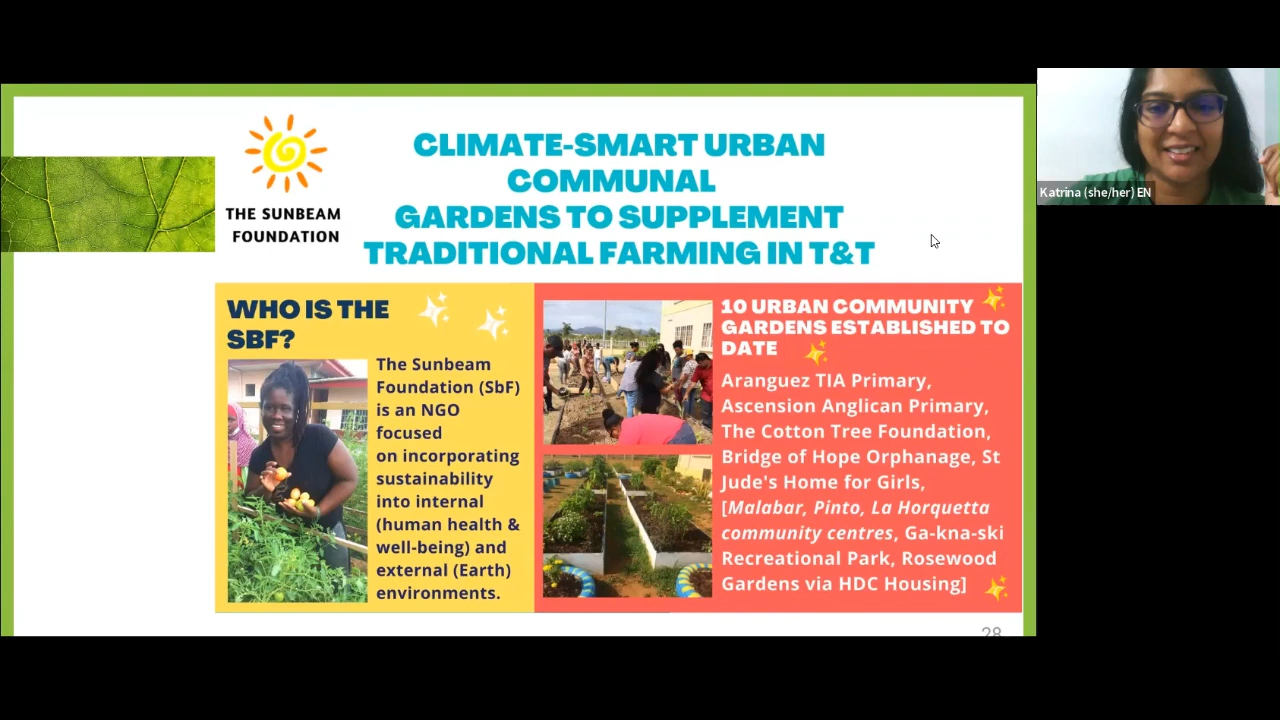 THE SUNBEAM
FOUNDATION
CLIMATE-SMART URBAN
COMMUNAL
GARDENS TO SUPPLEMENT
TRADITIONAL FARMING IN T&T
Katrina (she/her) EN
WHO IS THE
SBF?
The Sunbeam
Foundation (SbF)
is an NGO
focused
on incorporating
sustainability
into internal
(human health &
well-being) and
external (Earth)
environments.
10 URBAN COMMUNITY
GARDENS ESTABLISHED TO
DATE
Aranguez TIA Primary,
Ascension Anglican Primary,
The Cotton Tree Foundation,
Bridge of Hope Orphanage, St
Jude's Home for Girls,
[Malabar, Pinto, La Horquetta
community centres, Ga-kna-ski
Recreational Park, Rosewood
Gardens via HDC Housing]
28